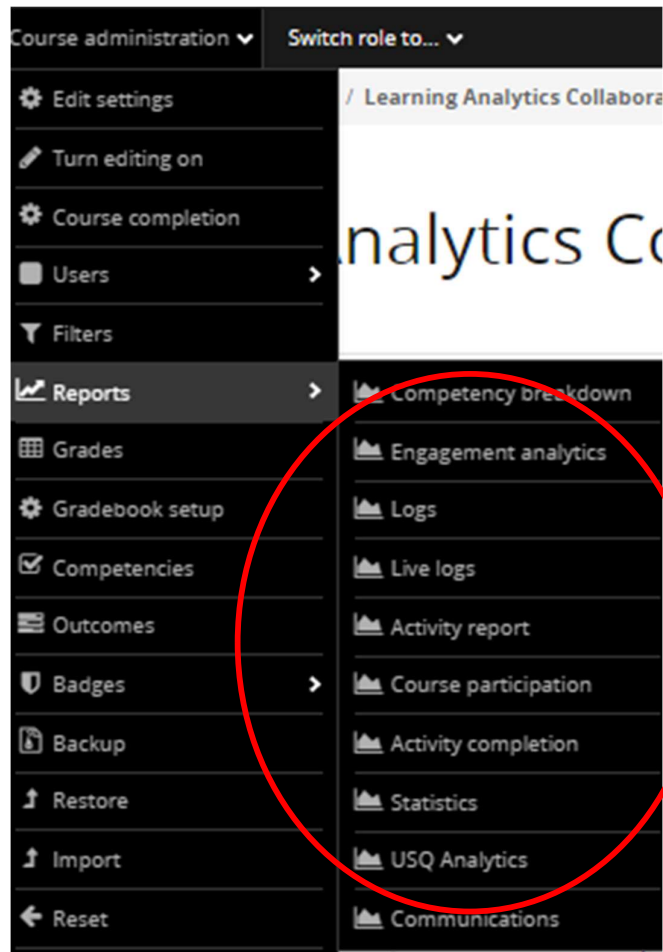 Course administration
Switch role to...
Edit settings
/ Learning Analytics Collabora
Turn editing on
Course completion
nalytics Co
Users
Filters
Reports
Competency breakdown
Grades
Engagement analytics
Gradebook setup
Logs
Competencies
Live logs
Outcomes
Activity report
Badges
Course participation
Backup
Activity completion
Restore
Statistics
Import
USQ Analytics
Reset
Communications